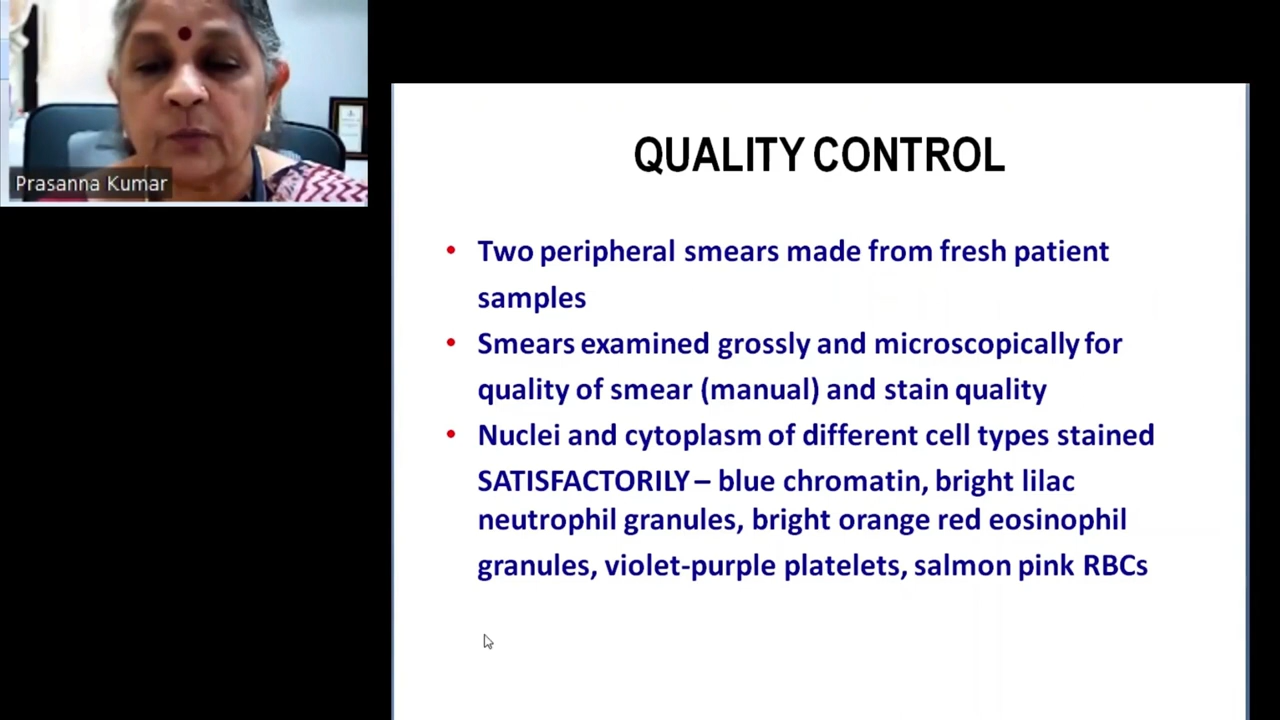 Prasanna Kumar
QUALITY CONTROL
• Two peripheral smears made from fresh patient
samples
• Smears examined grossly and microscopically for
quality of smear (manual) and stain quality
• Nuclei and cytoplasm of different cell types stained
SATISFACTORILY – blue chromatin, bright lilac
neutrophil granules, bright orange red eosinophil
granules, violet-purple platelets, salmon pink RBCs